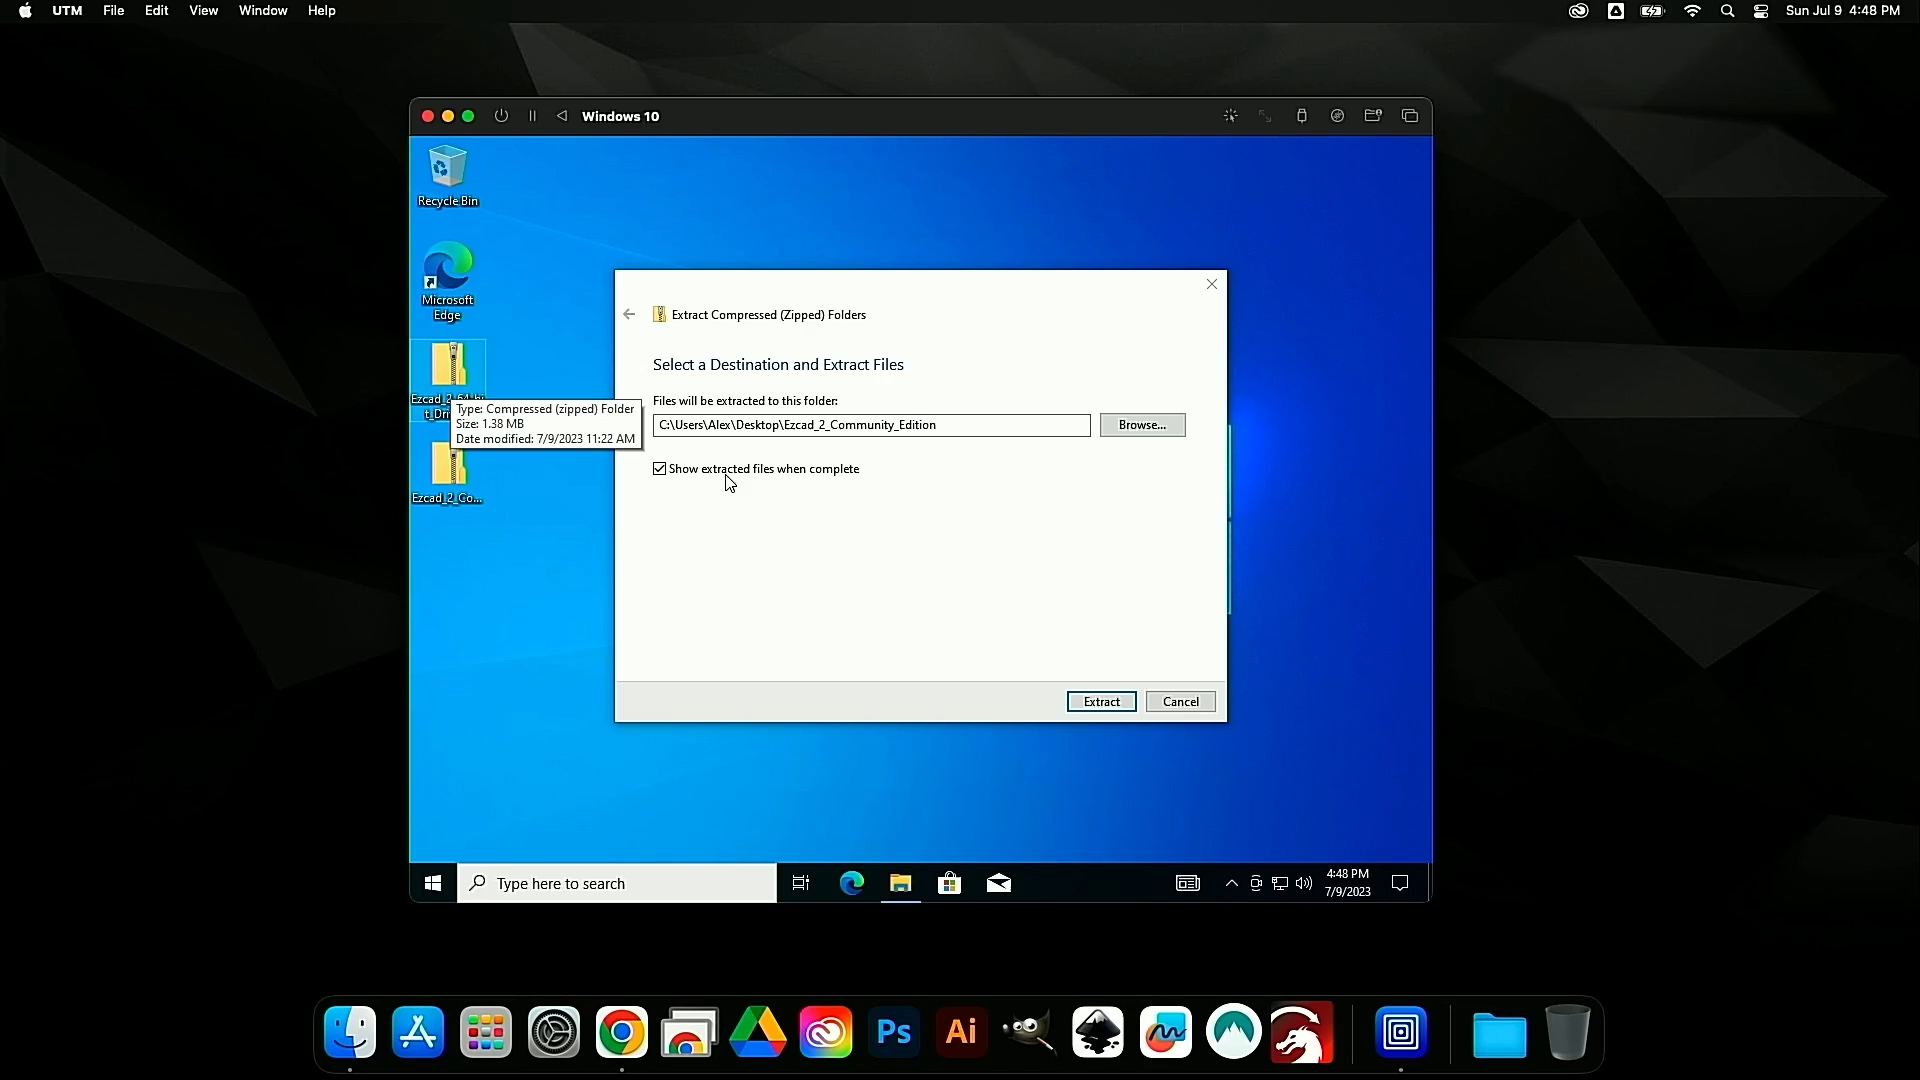 UTM File Edit View Window Help
Sun Jul 9 4:48 PM
Windows 10
Recycle Bin
Microsoft
Edge
Ezcad_2_64-bi
t_Dri
Type: Compressed (zipped) Folder
Size: 1.38 MB
Date modified: 7/9/2023 11:22 AM
Ezcad_2_Co...
Extract Compressed (Zipped) Folders
Select a Destination and Extract Files
Files will be extracted to this folder:
C:\Users\Alex\Desktop\Ezcad_2_Community_Edition
Browse...
Show extracted files when complete
Extract
Cancel
Type here to search
4:48 PM
7/9/2023
Ps
Ai